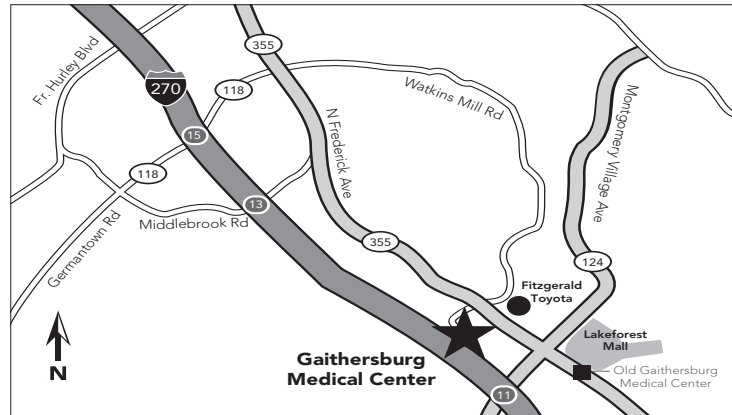 Fr. Hurley Blvd
355
270
118
Watkins Mill Rd
Montgomery Village Ave
N Frederick Ave
15
118
13
Middlebrook Rd
Germantown Rd
355
124
Fitzgerald
Toyota
Lakeforest
Mall
Gaithersburg
Medical Center
Old Gaithersburg
Medical Center
N
11